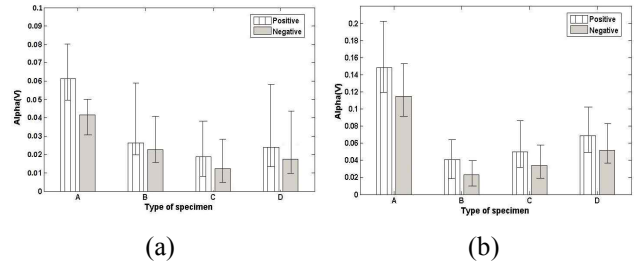 0.1
0.09
0.08
0.07
0.06
0.05
0.04
0.03
0.02
0.01
0
Alpha(V)
Positive
Negative
A B C D
Type of specimen
(a)
0.2
0.18
0.16
0.14
0.12
0.1
0.08
0.06
0.04
0.02
0
Alpha(V)
Positive
Negative
A B C D
Type of specimen
(b)